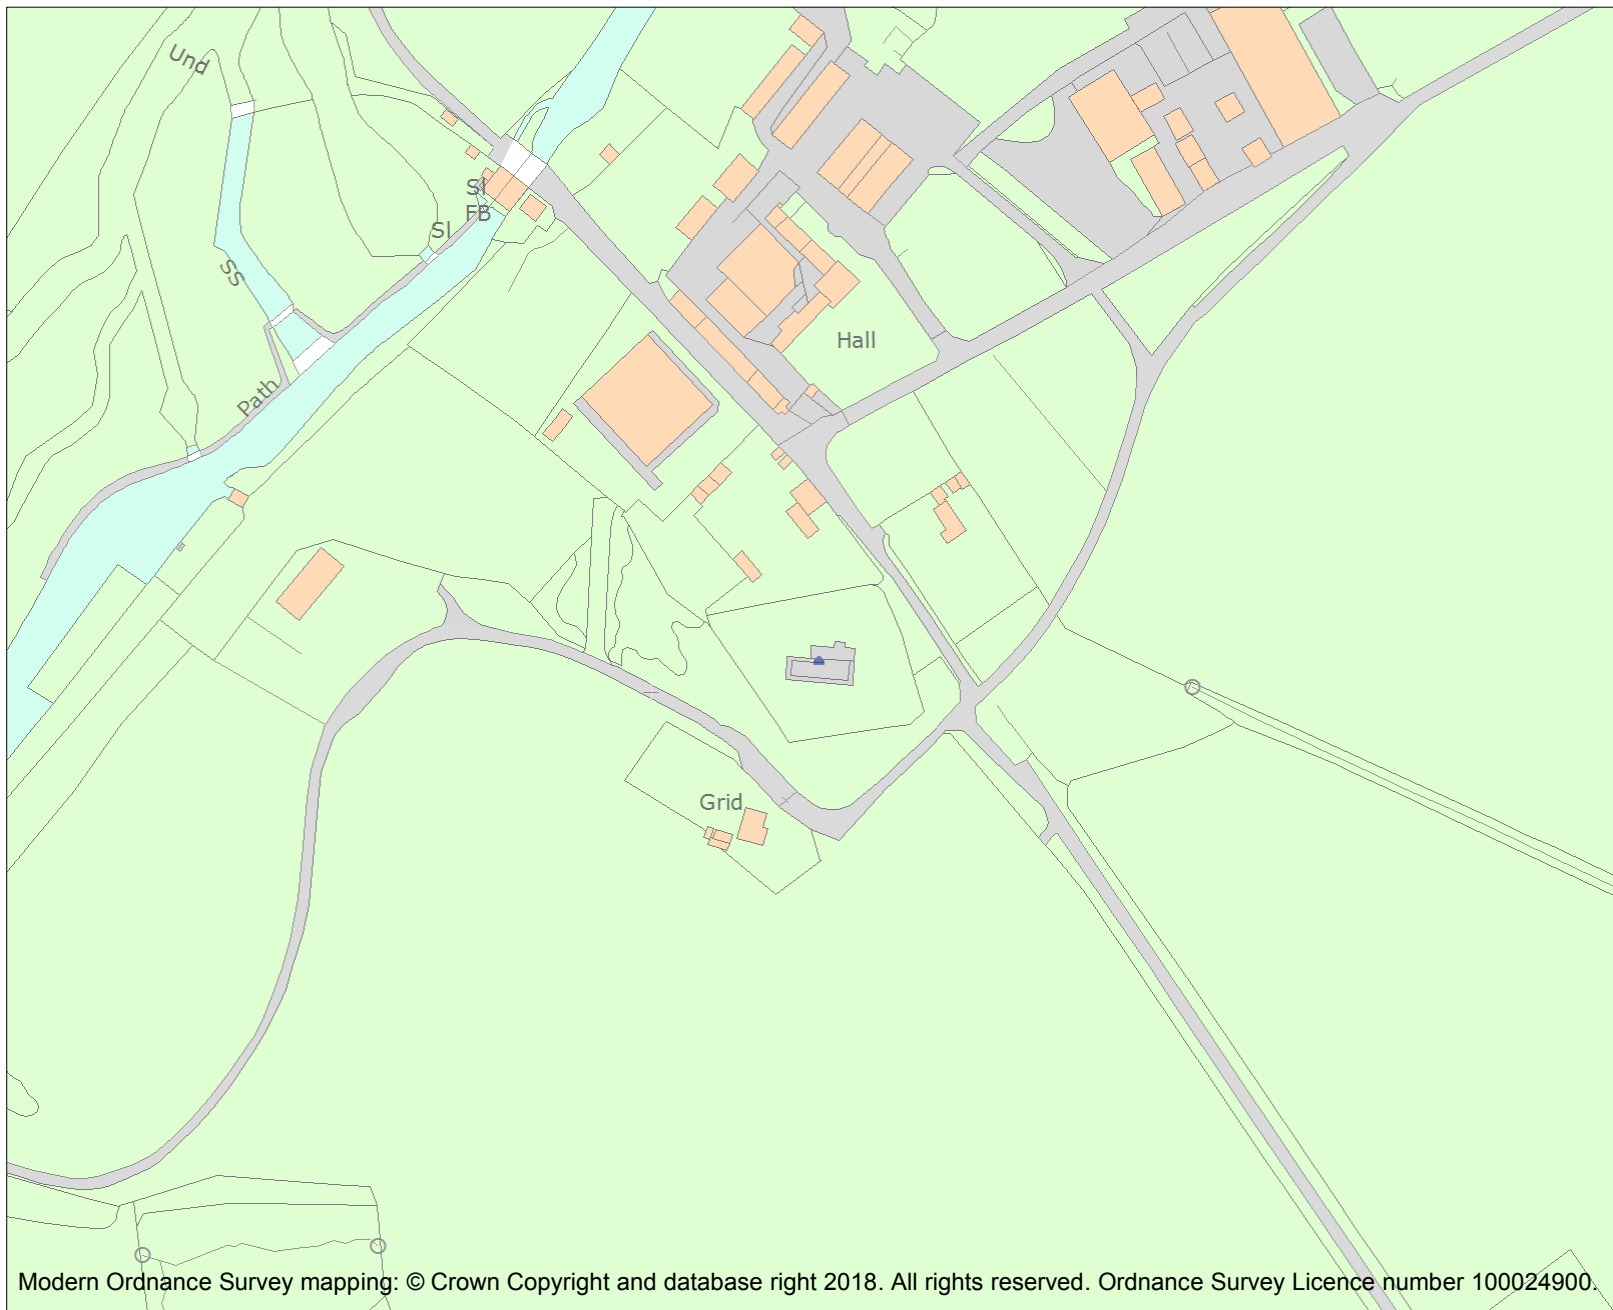 Und
Sl
FB
Sl
SS
Hall
Path
Grid
Modern Ordnance Survey mapping: © Crown Copyright and database right 2018. All rights reserved. Ordnance Survey Licence number 100024900.